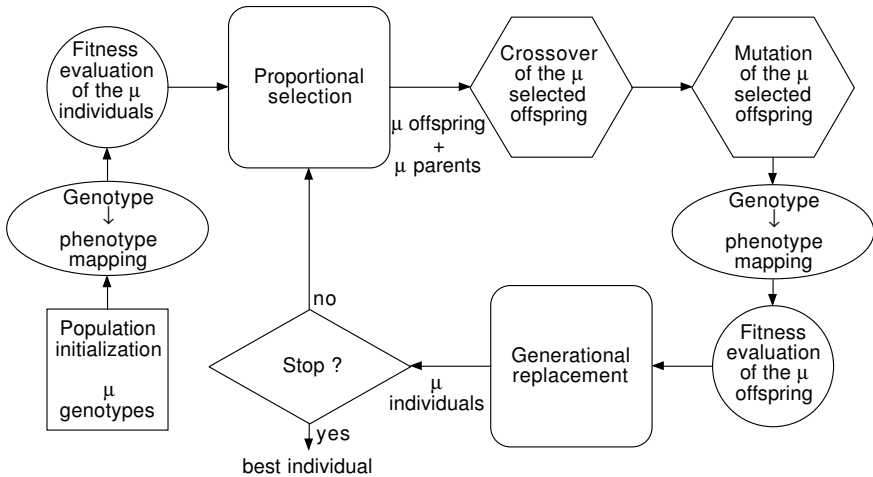 Fitness
evaluation
of the μ
individuals
Proportional
selection
μ offspring
+
μ parents
Crossover
of the μ
selected
offspring
Mutation
of the μ
selected
offspring
Genotype
↓
phenotype
mapping
Genotype
↓
phenotype
mapping
Population
initialization
μ
genotypes
no
Stop ?
yes
best individual
μ
individuals
Generational
replacement
Fitness
evaluation
of the μ
offspring